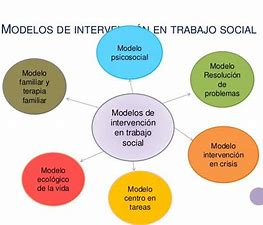 MODELOS DE INTERVENCIÓN EN TRABAJO SOCIAL
Modelo
psicosocial
Modelo
Resolución
de
problemas
Modelo
intervención
en crisis
Modelo
centro en
tareas
Modelo
ecológico
de la vida
Modelo
familiar y
terapia
familiar
Modelos de
intervención
en trabajo
social